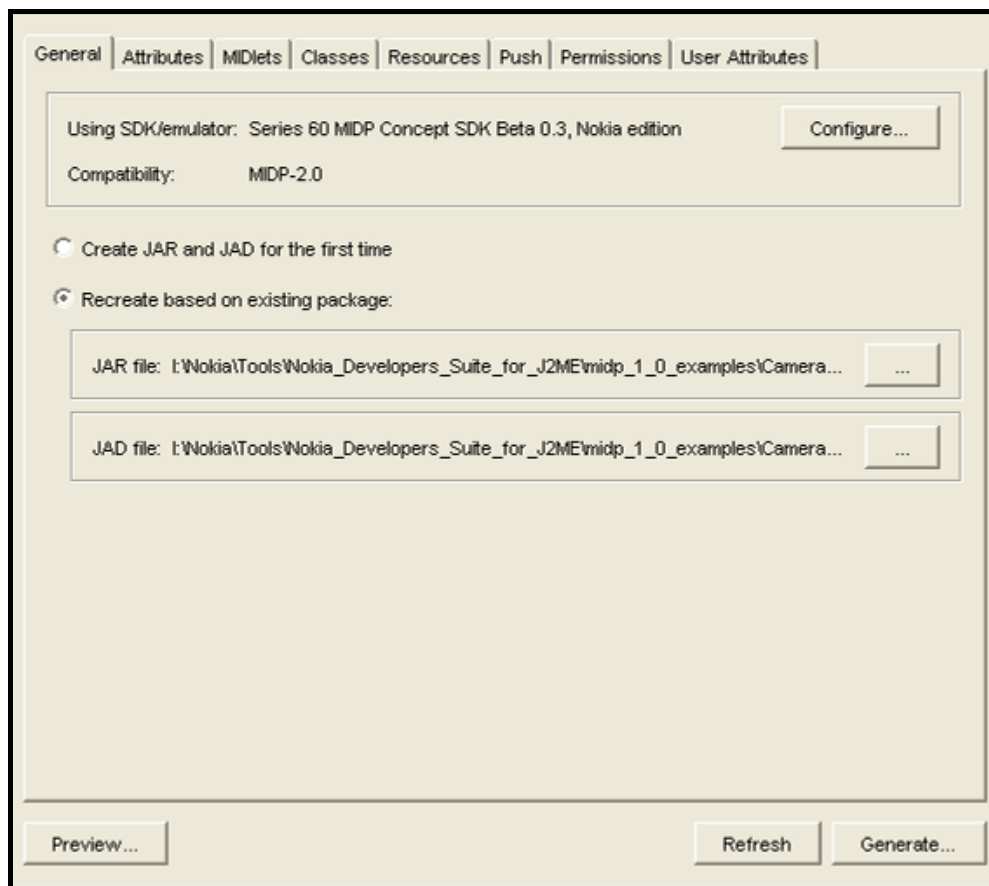 General Attributes MIDlets Classes Resources Push Permissions User Attributes
Using SDK/emulator: Series 60 MIDP Concept SDK Beta 0.3, Nokia edition Configure...
Compatibility: MIDP-2.0
Create JAR and JAD for the first time
Recreate based on existing package:
JAR file: I:\Nokia\Tools\Nokia_Developers_Suite_for_J2ME\midp_1_0_examples\Camera... ...
JAD file: I:\Nokia\Tools\Nokia_Developers_Suite_for_J2ME\midp_1_0_examples\Camera... ...
Preview... Refresh Generate...